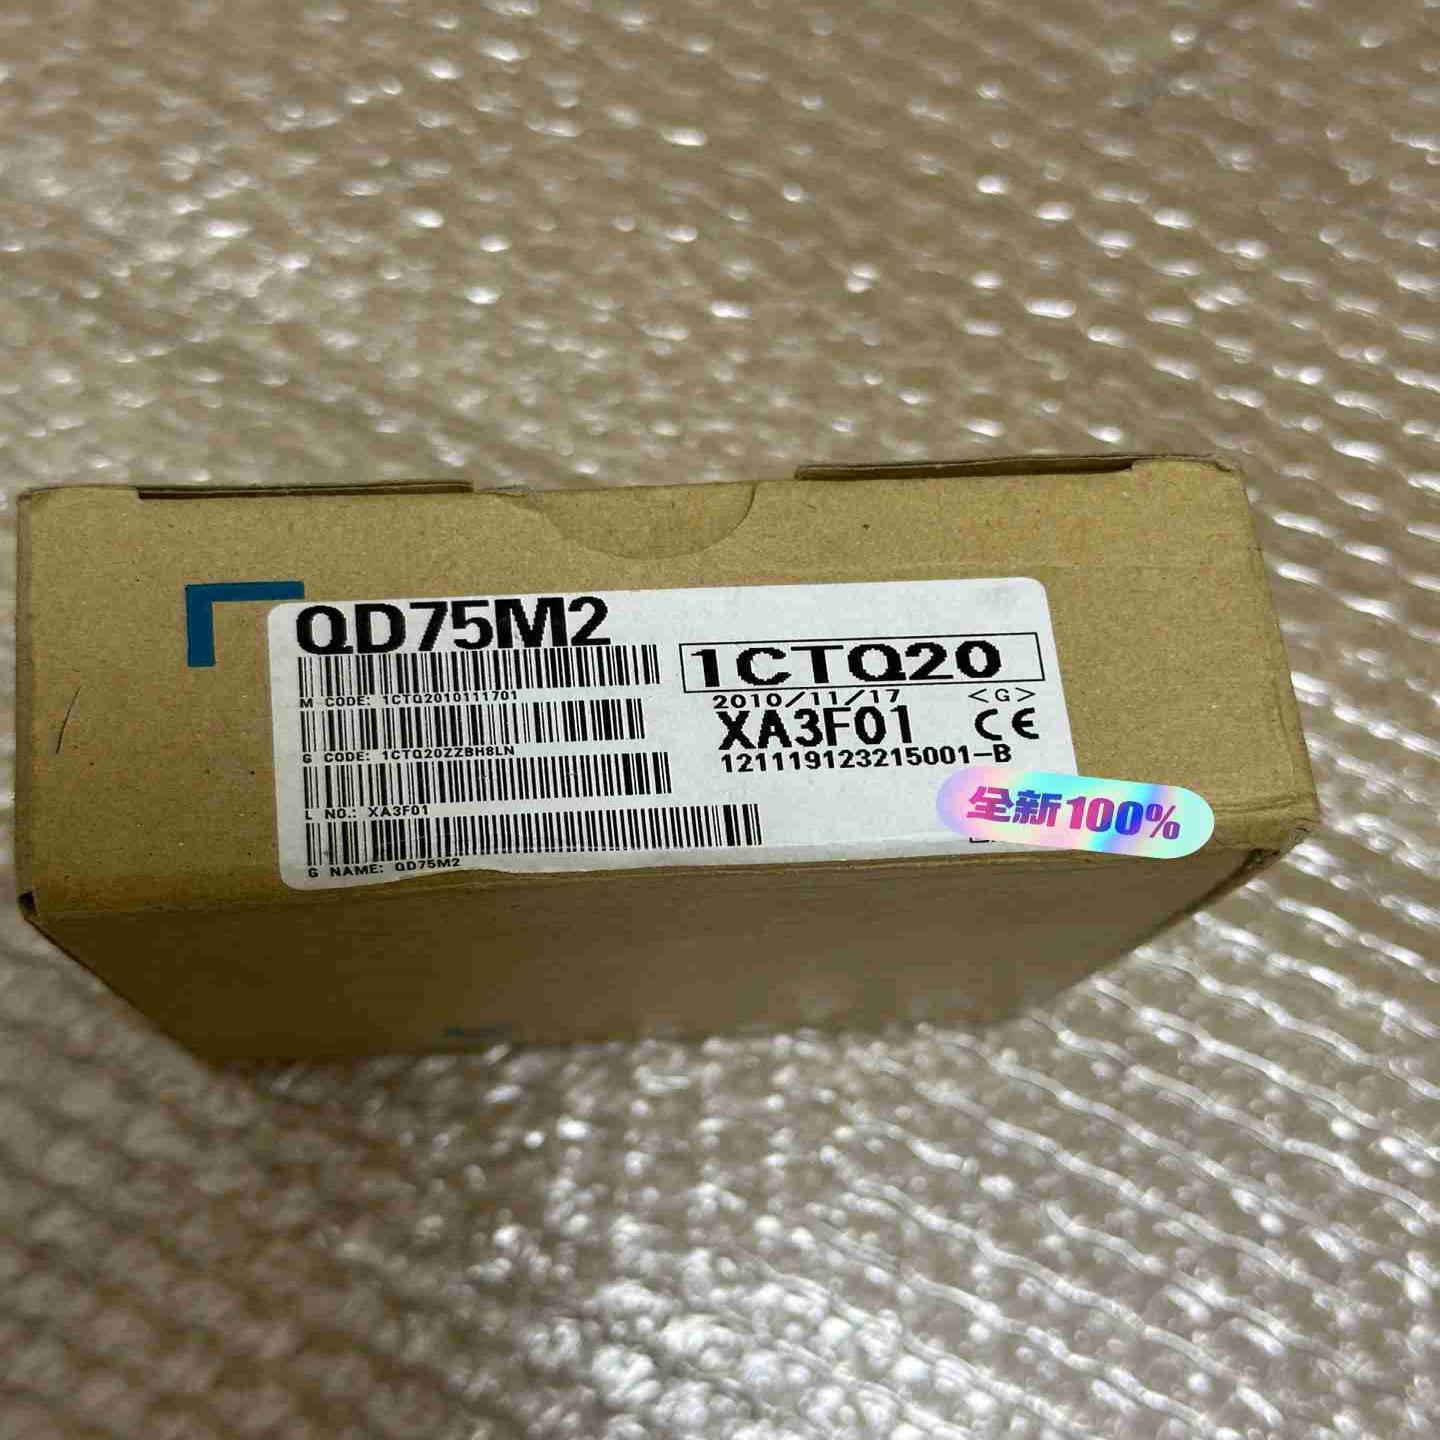 QD75M2
M CODE: 1CTQ2010111701
G CODE: 1CTQ20ZZBH8LN
L NO.: XA3F01
G NAME: QD75M2
1CTQ20
2010/11/17 <G>
XA3F01 CE
121119123215001-B
全新100%